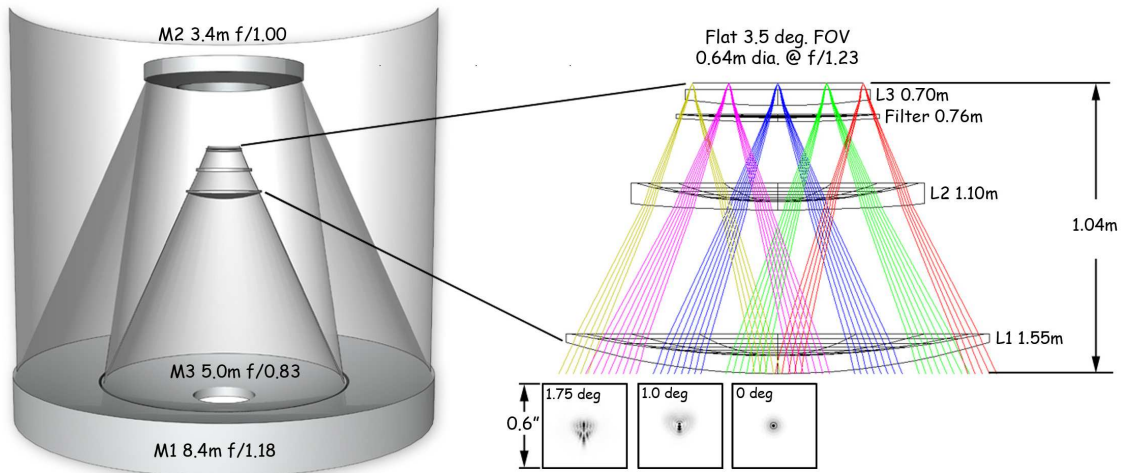 M2 3.4m f/1.00
M3 5.0m f/0.83
M1 8.4m f/1.18
Flat 3.5 deg. FOV
0.64m dia. @ f/1.23
L3 0.70m
Filter 0.76m
L2 1.10m
1.04m
L1 1.55m
0.6”
1.75 deg
1.0 deg
0 deg